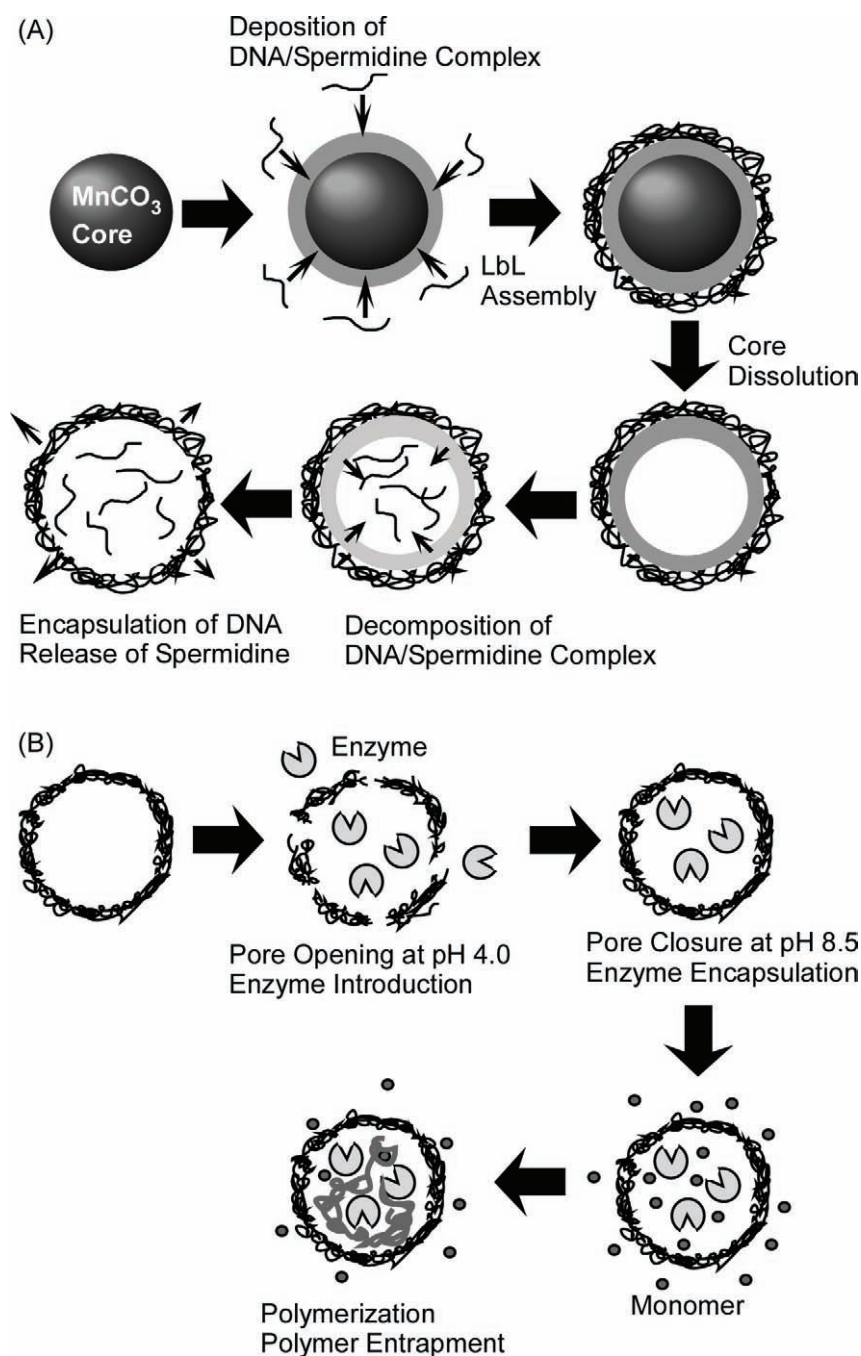 (A)
Deposition of
DNA/Spermidine Complex
MnCO₃
Core
LbL
Assembly
Core
Dissolution
Encapsulation of DNA
Release of Spermidine
Decomposition of
DNA/Spermidine Complex
(B)
Enzyme
Pore Opening at pH 4.0
Enzyme Introduction
Pore Closure at pH 8.5
Enzyme Encapsulation
Polymerization
Polymer Entrapment
Monomer